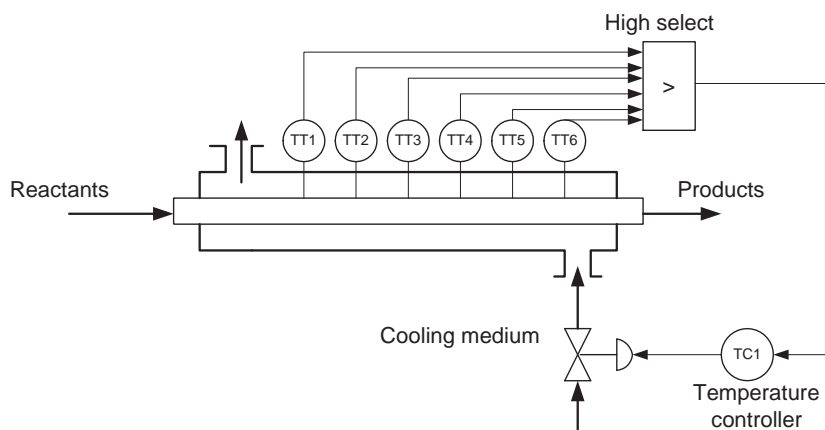 High select
>
TT1 TT2 TT3 TT4 TT5 TT6
Reactants
Products
Cooling medium
TC1
Temperature
controller